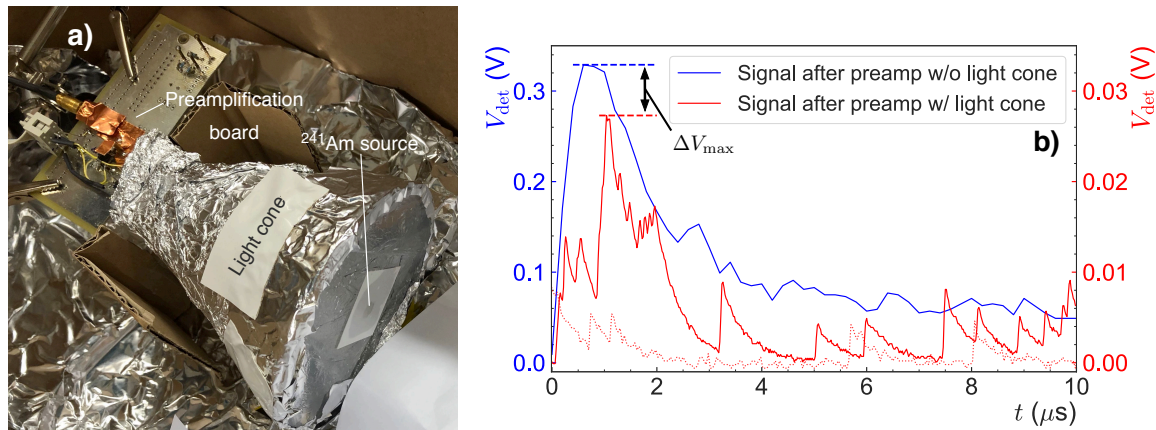 a)
Preamplification
board
²⁴¹Am source
Light cone
V_det (V)
0.3
0.2
0.1
0.0
Signal after preamp w/o light cone
Signal after preamp w/ light cone
ΔV_max
b)
0 2 4 6 8 10
t (μs)
V_det (V)
0.03
0.02
0.01
0.00